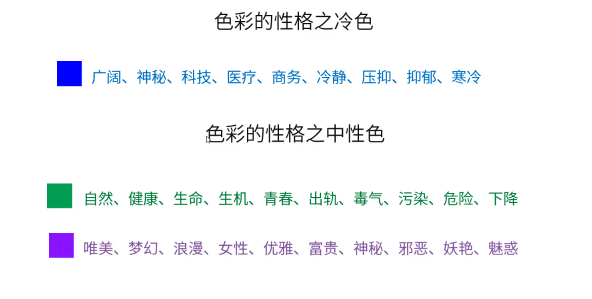 色彩的性格之冷色
广阔、神秘、科技、医疗、商务、冷静、压抑、抑郁、寒冷
色彩的性格之中性色
自然、健康、生命、生机、青春、出轨、毒气、污染、危险、下降
唯美、梦幻、浪漫、女性、优雅、富贵、神秘、邪恶、妖艳、魅惑